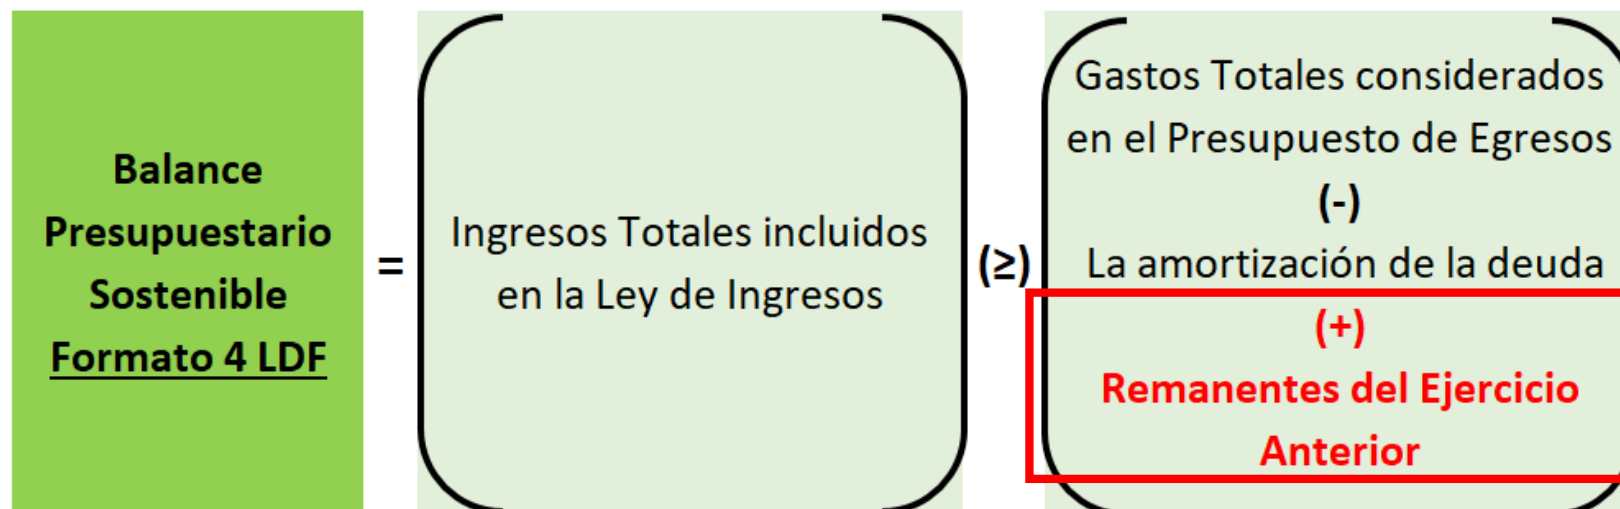 Balance
Presupuestario
Sostenible
Formato 4 LDF
=
Ingresos Totales incluidos
en la Ley de Ingresos
(≥)
Gastos Totales considerados
en el Presupuesto de Egresos
(-)
La amortización de la deuda
(+)
Remanentes del Ejercicio
Anterior